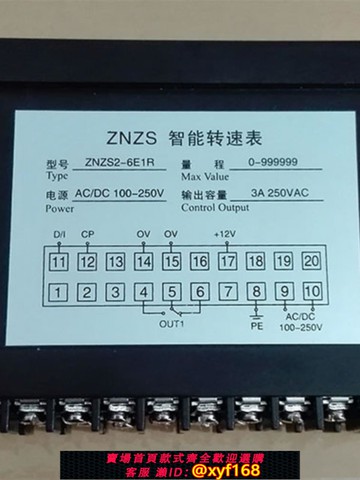 ZNZS 智能转速表
型号 ZNZS2-6E1R 量 程 0-999999
Type Max Value
电源 AC/DC 100-250V 输出容量 3A 250VAC
Power Control Output
D/I CP OV OV +12V
11 12 13 14 15 16 17 18 19 20
1 2 3 4 5 6 7 8 9 10
OUT1 PE AC/DC
100-250V
賣場首頁款式齊全歡迎選購
客服 瀨ID:@xyf168